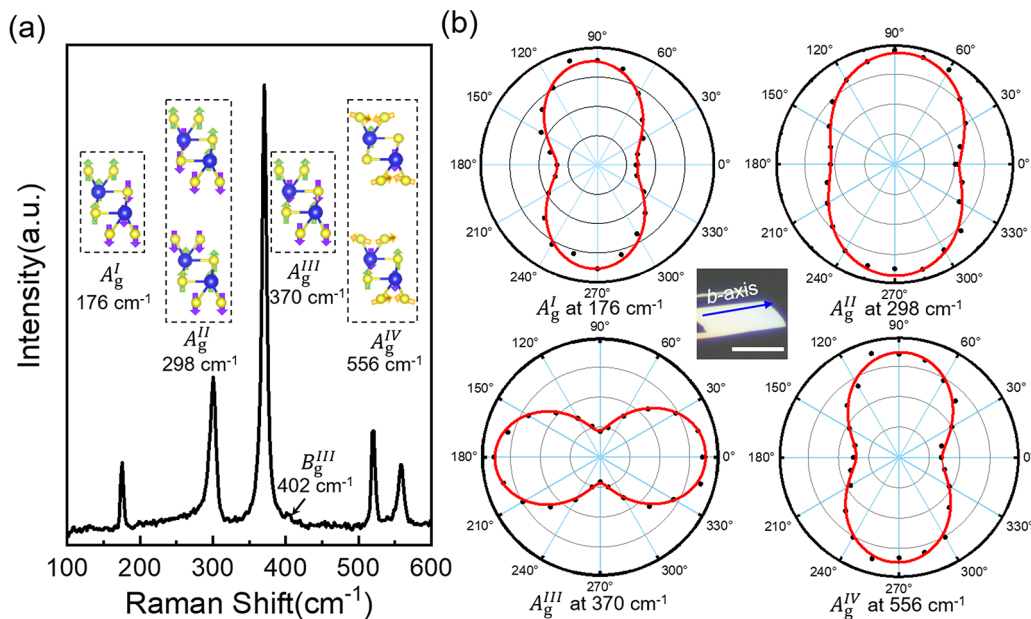 (a)
Intensity(a.u.)
A_g^I
176 cm⁻¹
A_g^II
298 cm⁻¹
A_g^III
370 cm⁻¹
A_g^IV
556 cm⁻¹
B_g^III
402 cm⁻¹
100 200 300 400 500 600
Raman Shift(cm⁻¹)
(b)
90°
120° 60°
150° 30°
180° 0°
210° 330°
240° 300°
270°
A_g^I at 176 cm⁻¹
90°
120° 60°
150° 30°
180° 0°
210° 330°
240° 300°
270°
A_g^II at 298 cm⁻¹
b-axis
90°
120° 60°
150° 30°
180° 0°
210° 330°
240° 300°
270°
A_g^III at 370 cm⁻¹
90°
120° 60°
150° 30°
180° 0°
210° 330°
240° 300°
270°
A_g^IV at 556 cm⁻¹